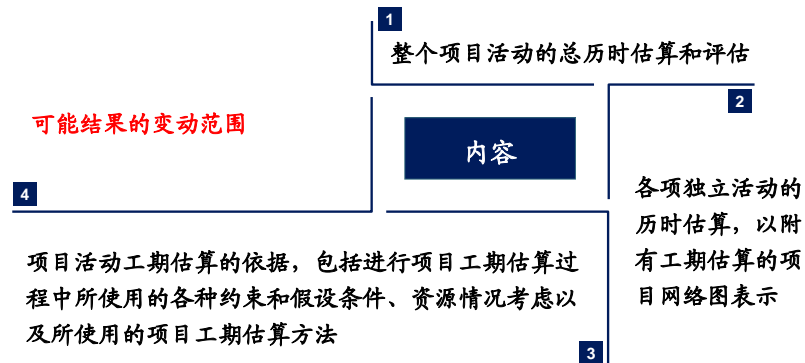 1
整个项目活动的总历时估算和评估
2
各项独立活动的
历时估算，以附
有工期估算的项
目网络图表示
内容
可能结果的变动范围
4
项目活动工期估算的依据，包括进行项目工期估算过
程中所使用的各种约束和假设条件、资源情况考虑以
及所使用的项目工期估算方法
3